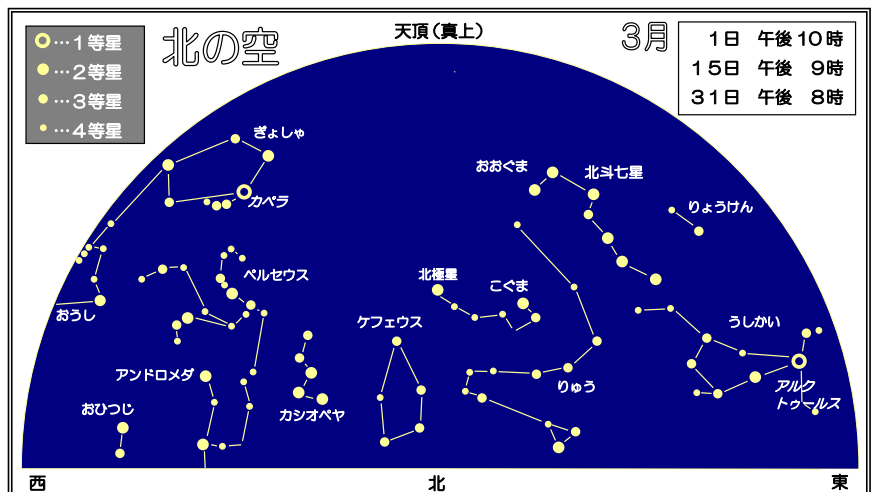 …1等星
…2等星
…3等星
…4等星
北の空
天頂(真上)
3月
1日 午後10時
15日 午後 9時
31日 午後 8時
ぎょしゃ
カペラ
おおぐま
北斗七星
りょうけん
ペルセウス
北極星
こぐま
おうし
ケフェウス
うしかい
アンドロメダ
カシオペヤ
りゅう
アルク
トゥールス
おひつじ
西
北
東